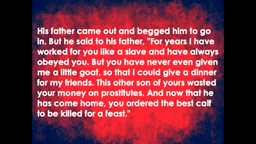 His father came out and begged him to go
in. But he said to his father, "For years I have
worked for you like a slave and have always
obeyed you. But you have never even given
me a little goat, so that I could give a dinner
for my friends. This other son of yours wasted
your money on prostitutes. And now that he
has come home, you ordered the best calf
to be killed for a feast."